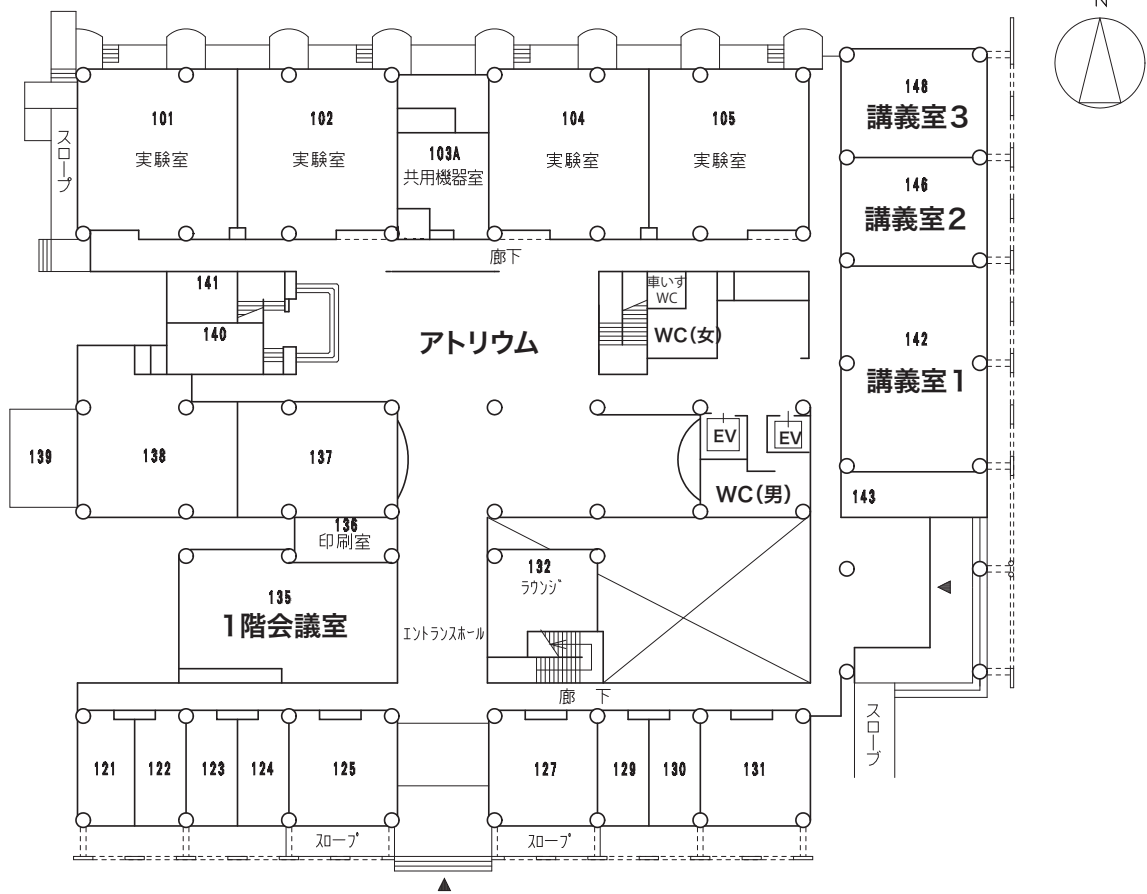 N
148
講義室3
101
実験室
102
実験室
103A
共用機器室
104
実験室
105
実験室
スロープ
146
講義室2
廊下
141
140
車いす
WC
WC(女)
アトリウム
142
講義室1
139
138
137
EV
EV
WC(男)
143
136
印刷室
132
ラウンジ
135
1階会議室
エントランスホール
廊 下
スロープ
121
122
123
124
125
127
129
130
131
スロープ
スロープ